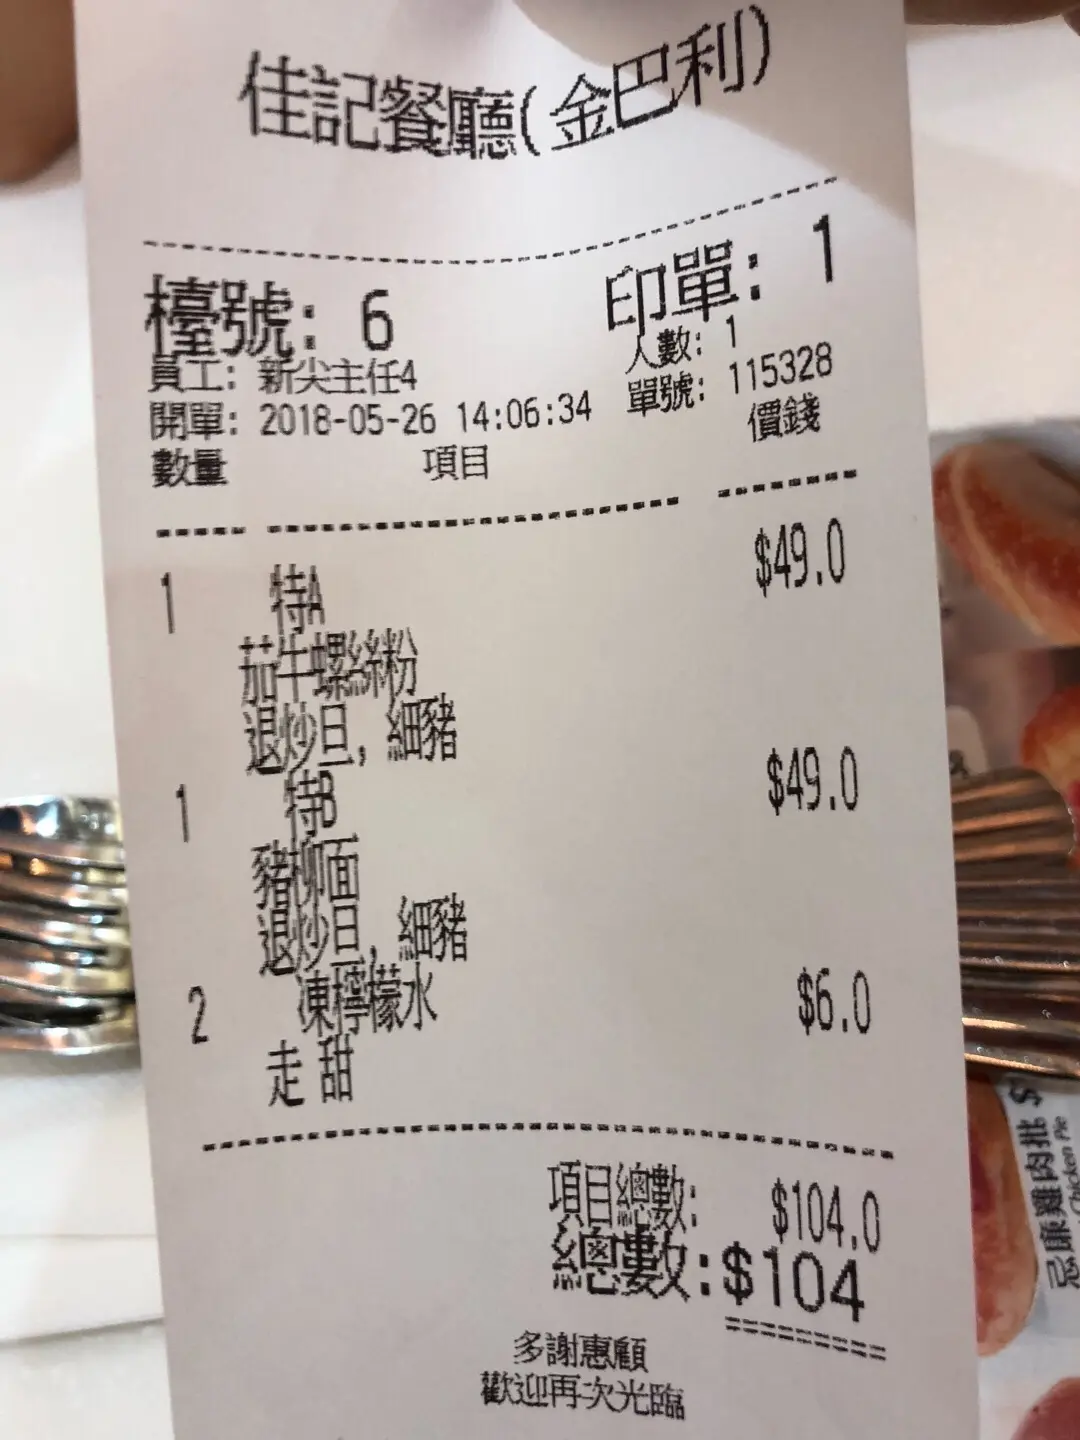 佳記餐廳(金巴利)
檯號: 6 印單: 1
員工: 新尖主任4 人數: 1
開單: 2018-05-26 14:06:34 單號: 115328
數量 項目 價錢
1 特A $49.0
茄牛螺絲粉
退炒旦, 細豬
1 特B $49.0
豬柳面
退炒旦, 細豬
2 凍檸檬水 $6.0
走 甜
項目總數: $104.0
總數:$104
多謝惠顧
歡迎再次光臨
忌廉雞肉批 $
Chicken Pie